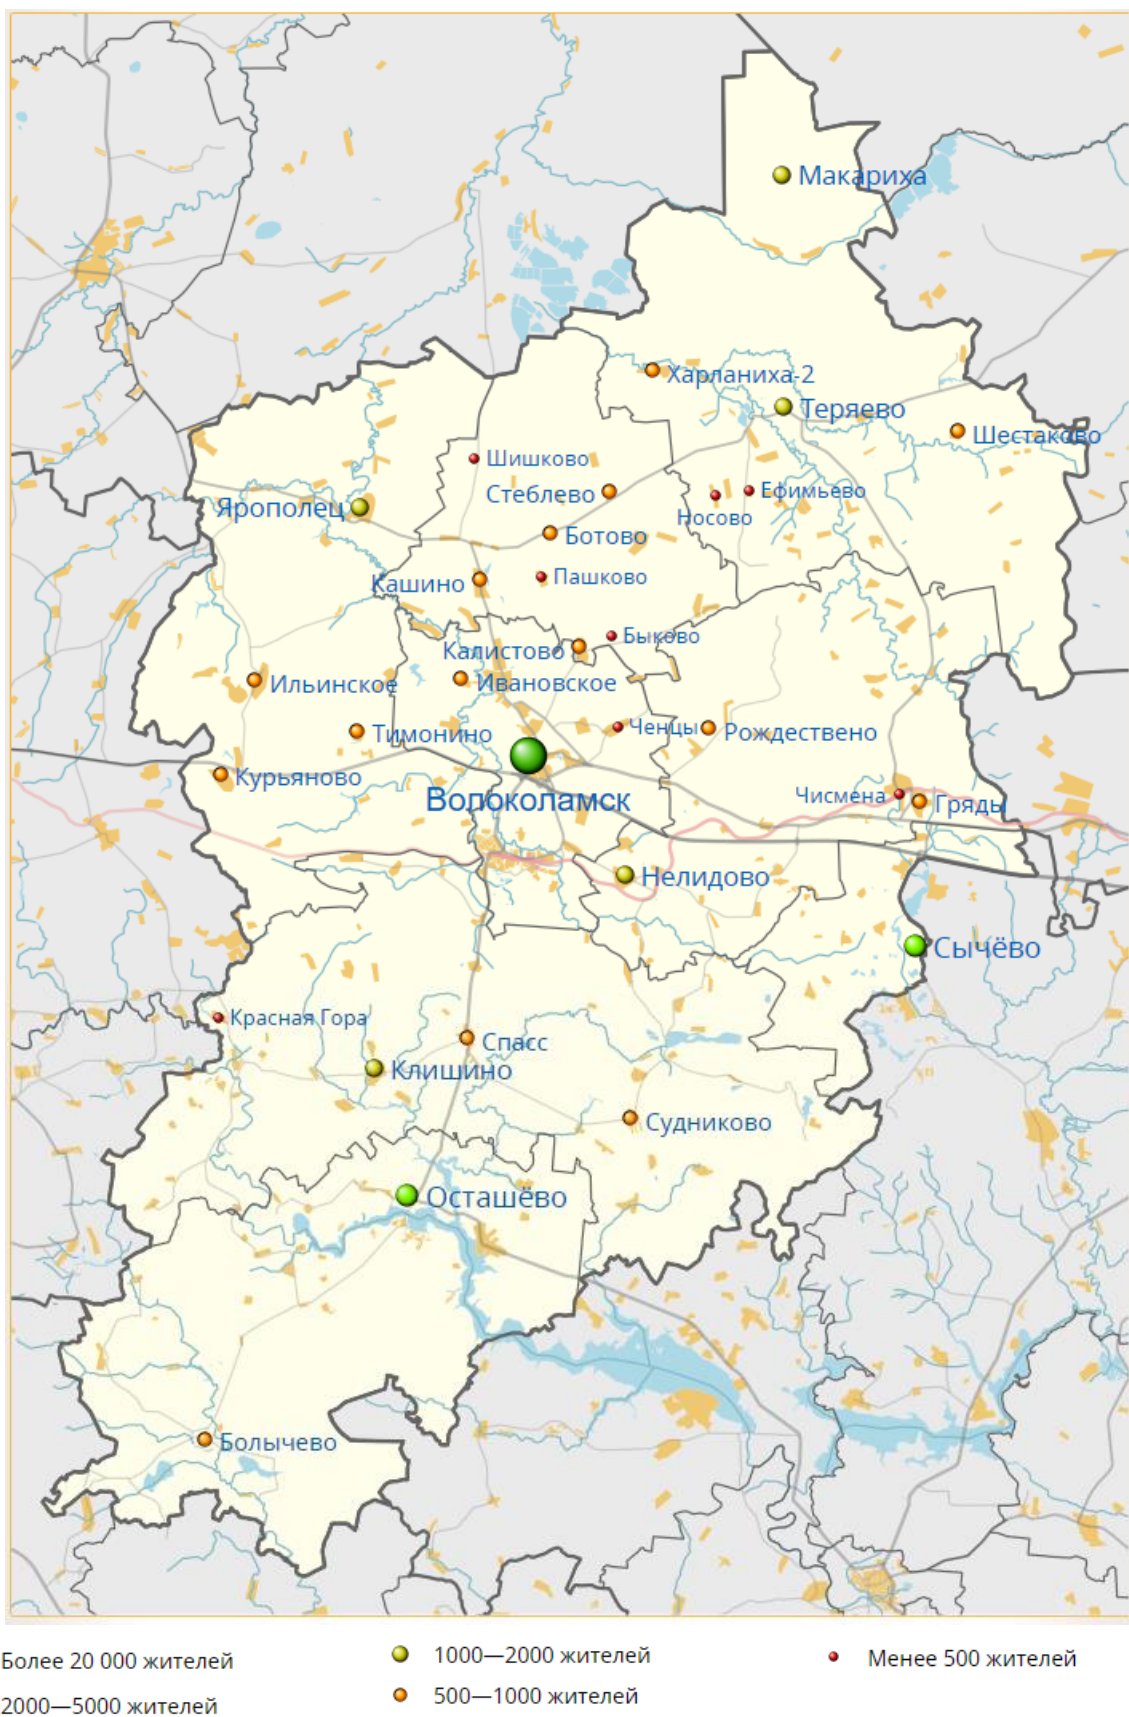 Макариха
Харланиха-2
Теряево
Шестаково
Шишково
Стеблево
Ефимьево
Ярополец
Носово
Ботово
Кашино
Пашково
Быково
Калистово
Ильинское
Ивановское
Тимонино
Ченцы
Рождествено
Курьяново
Волоколамск
Чисмена
Гряды
Нелидово
Сычёво
Красная Гора
Спасс
Клишино
Судниково
Осташёво
Болычево
Более 20 000 жителей
1000—2000 жителей
Менее 500 жителей
2000—5000 жителей
500—1000 жителей